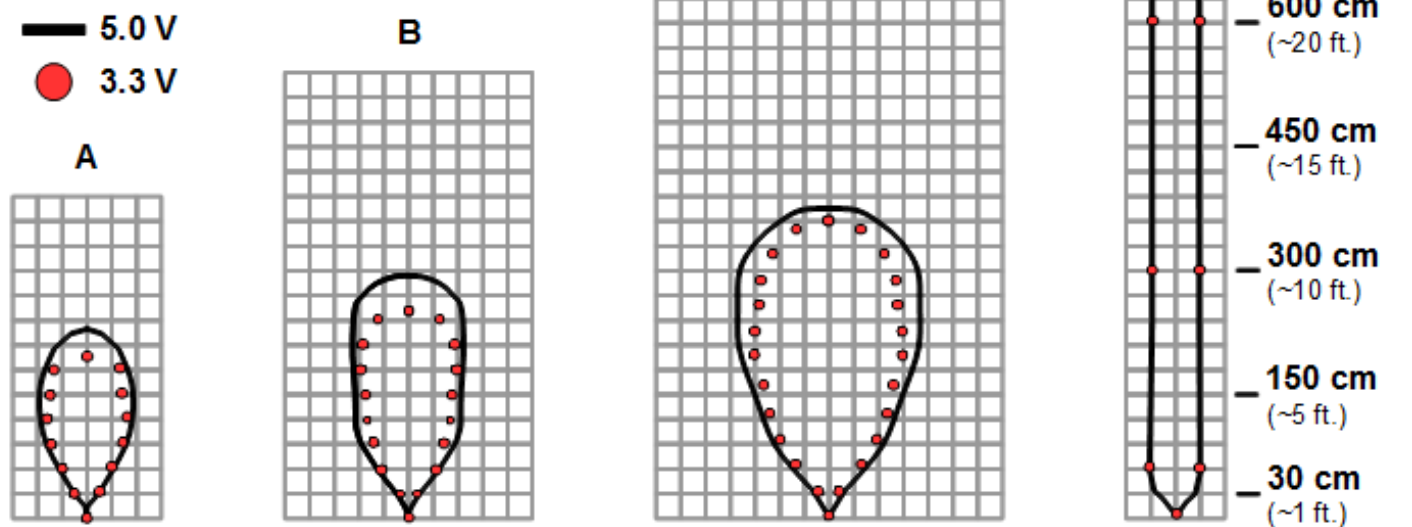 5.0 V
3.3 V
A
B
600 cm
(~20 ft.)
450 cm
(~15 ft.)
300 cm
(~10 ft.)
150 cm
(~5 ft.)
30 cm
(~1 ft.)